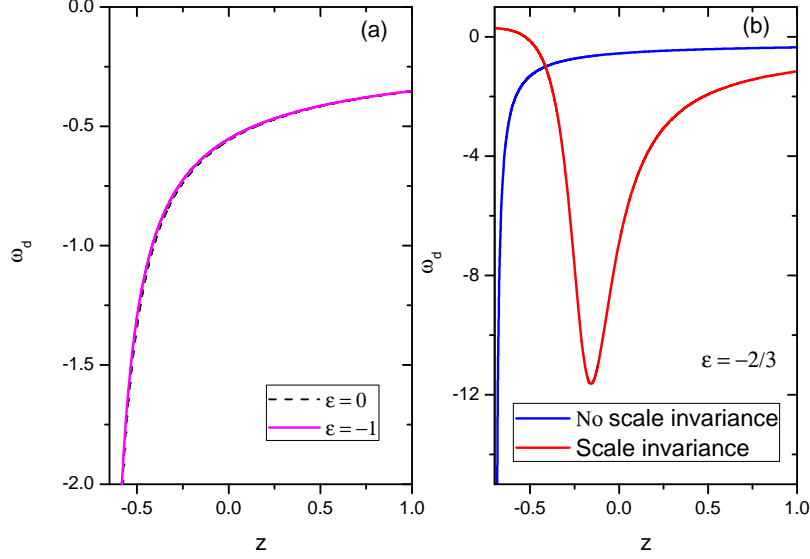 (a)
0.0
-0.5
-1.0
-1.5
-2.0
ω_d
ε = 0
ε = −1
-0.5 0.0 0.5 1.0
z
(b)
0
-4
-8
-12
ω_d
ε = −2/3
No scale invariance
Scale invariance
-0.5 0.0 0.5 1.0
z